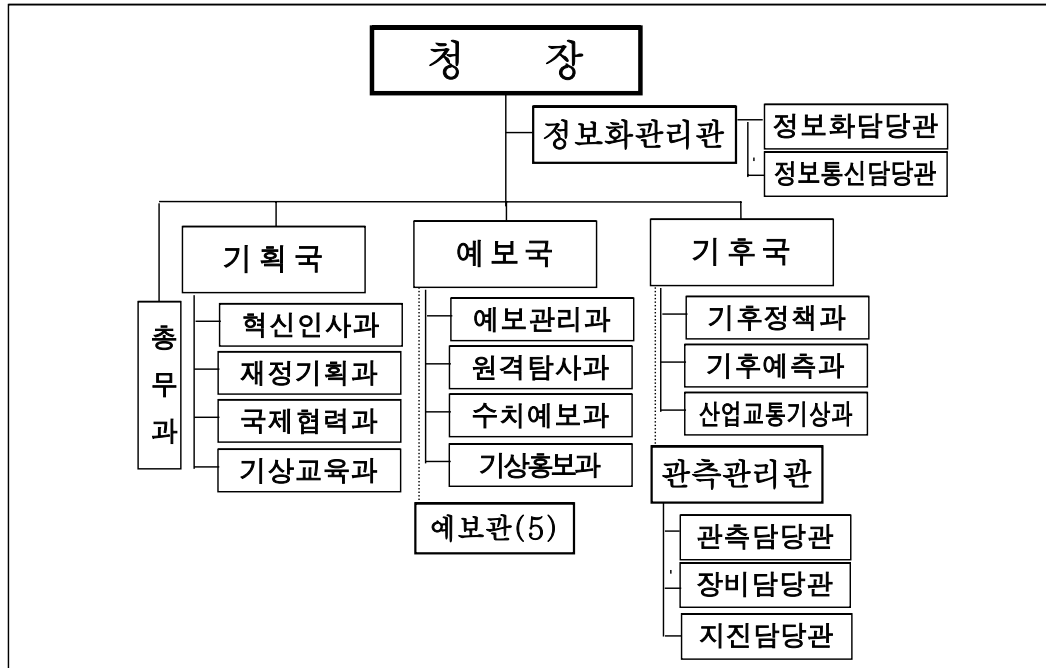 청 장
정보화관리관
정보화담당관
정보통신담당관
총무과
기획국
혁신인사과
재정기획과
국제협력과
기상교육과
예보국
예보관리과
원격탐사과
수치예보과
기상홍보과
예보관(5)
기후국
기후정책과
기후예측과
산업교통기상과
관측관리관
관측담당관
장비담당관
지진담당관